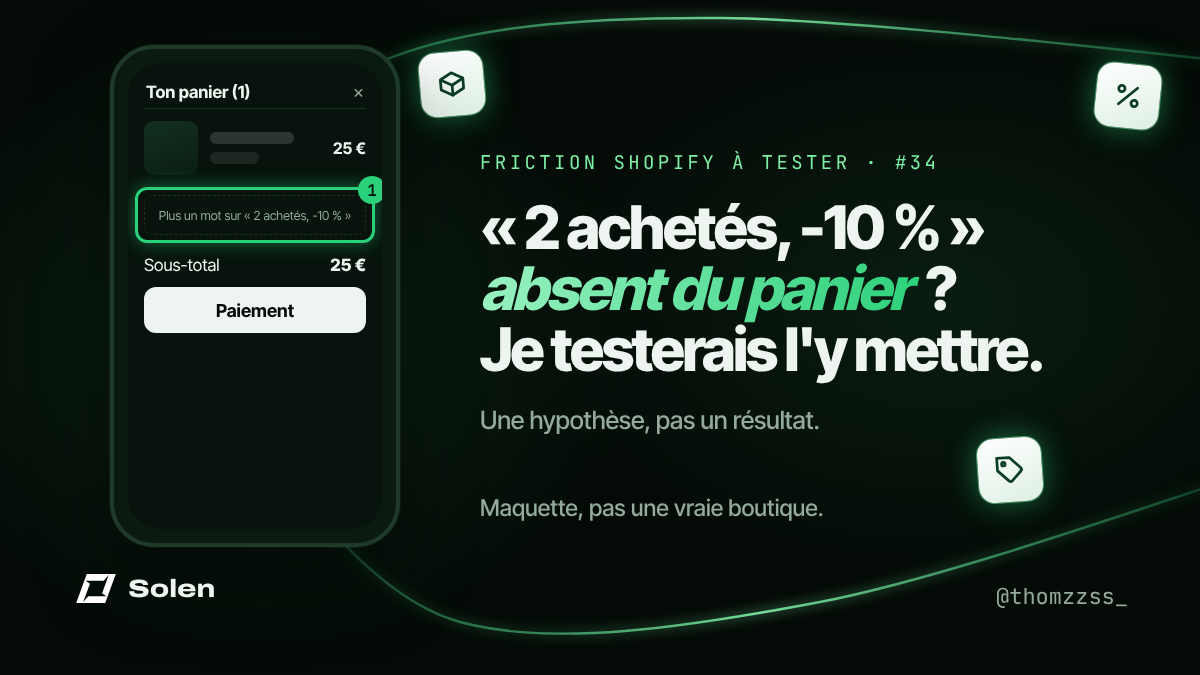 Ton panier (1) ×
25 €
1
Plus un mot sur « 2 achetés, -10 % »
Sous-total 25 €
Paiement
FRICTION SHOPIFY À TESTER · #34
« 2 achetés, -10 % »
absent du panier ?
Je testerais l'y mettre.
Une hypothèse, pas un résultat.
Maquette, pas une vraie boutique.
%
Solen
@thomzzss_